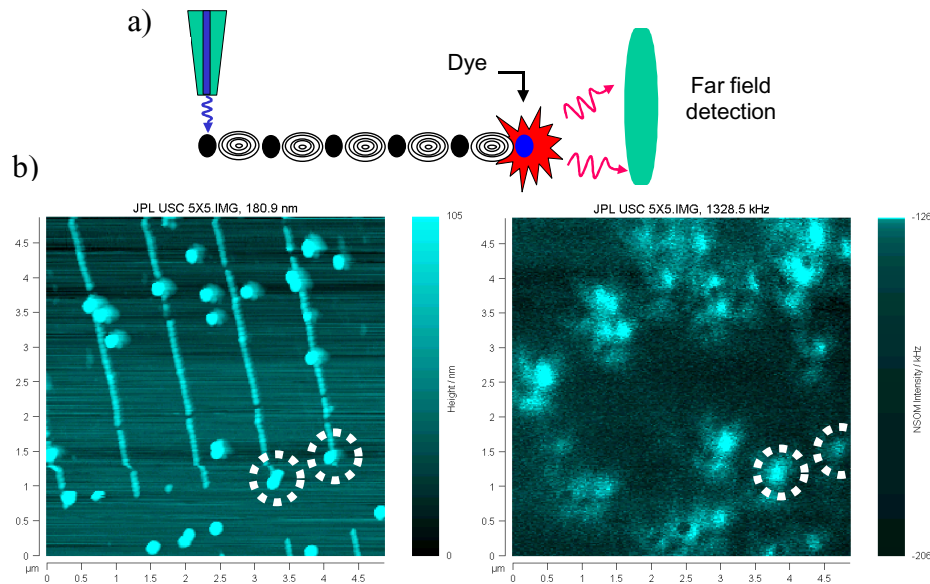 a)
Dye
Far field
detection
b)
JPL USC 5X5.IMG, 180.9 nm
4.5
4
3.5
3
2.5
2
1.5
1
0.5
0
µm
0 0.5 1 1.5 2 2.5 3 3.5 4 4.5
105
Height / nm
0
JPL USC 5X5.IMG, 1328.5 kHz
4.5
4
3.5
3
2.5
2
1.5
1
0.5
0
µm
0 0.5 1 1.5 2 2.5 3 3.5 4 4.5
-126
NSOM Intensity / kHz
-206